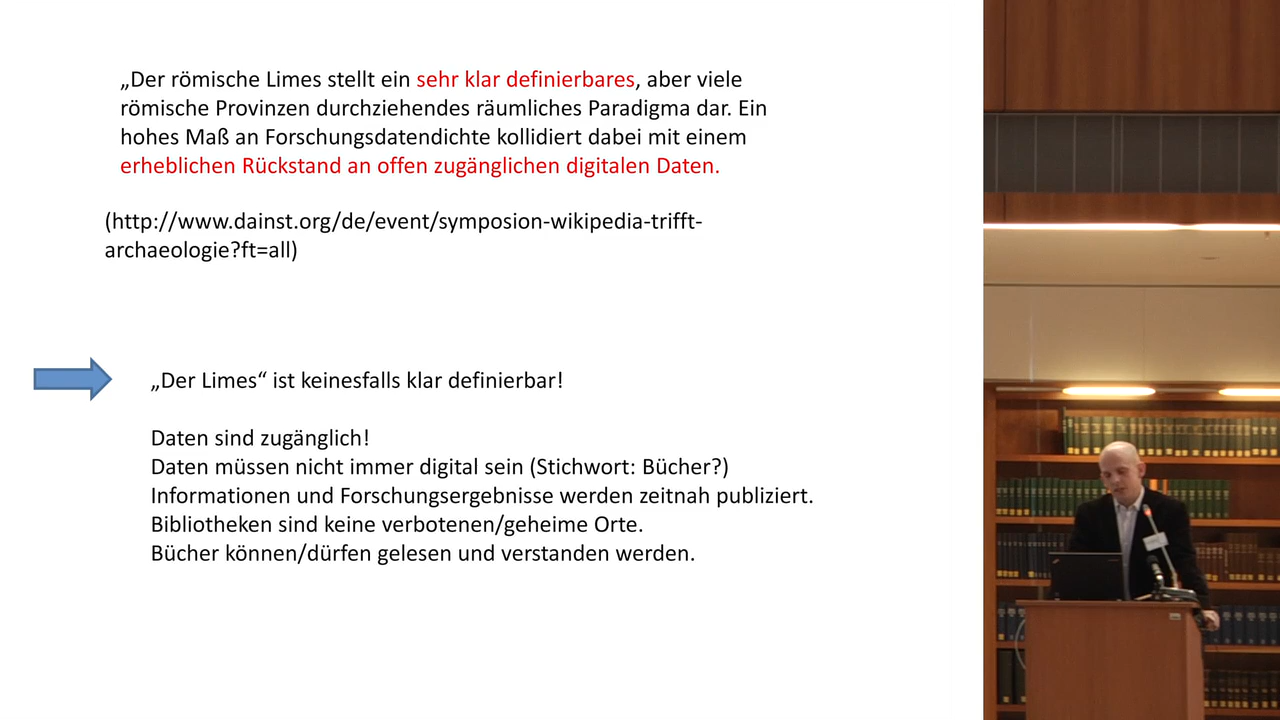 „Der römische Limes stellt ein sehr klar definierbares, aber viele
römische Provinzen durchziehendes räumliches Paradigma dar. Ein
hohes Maß an Forschungsdatendichte kollidiert dabei mit einem
erheblichen Rückstand an offen zugänglichen digitalen Daten.
(http://www.dainst.org/de/event/symposion-wikipedia-trifft-
archaeologie?ft=all)
„Der Limes“ ist keinesfalls klar definierbar!
Daten sind zugänglich!
Daten müssen nicht immer digital sein (Stichwort: Bücher?)
Informationen und Forschungsergebnisse werden zeitnah publiziert.
Bibliotheken sind keine verbotenen/geheime Orte.
Bücher können/dürfen gelesen und verstanden werden.